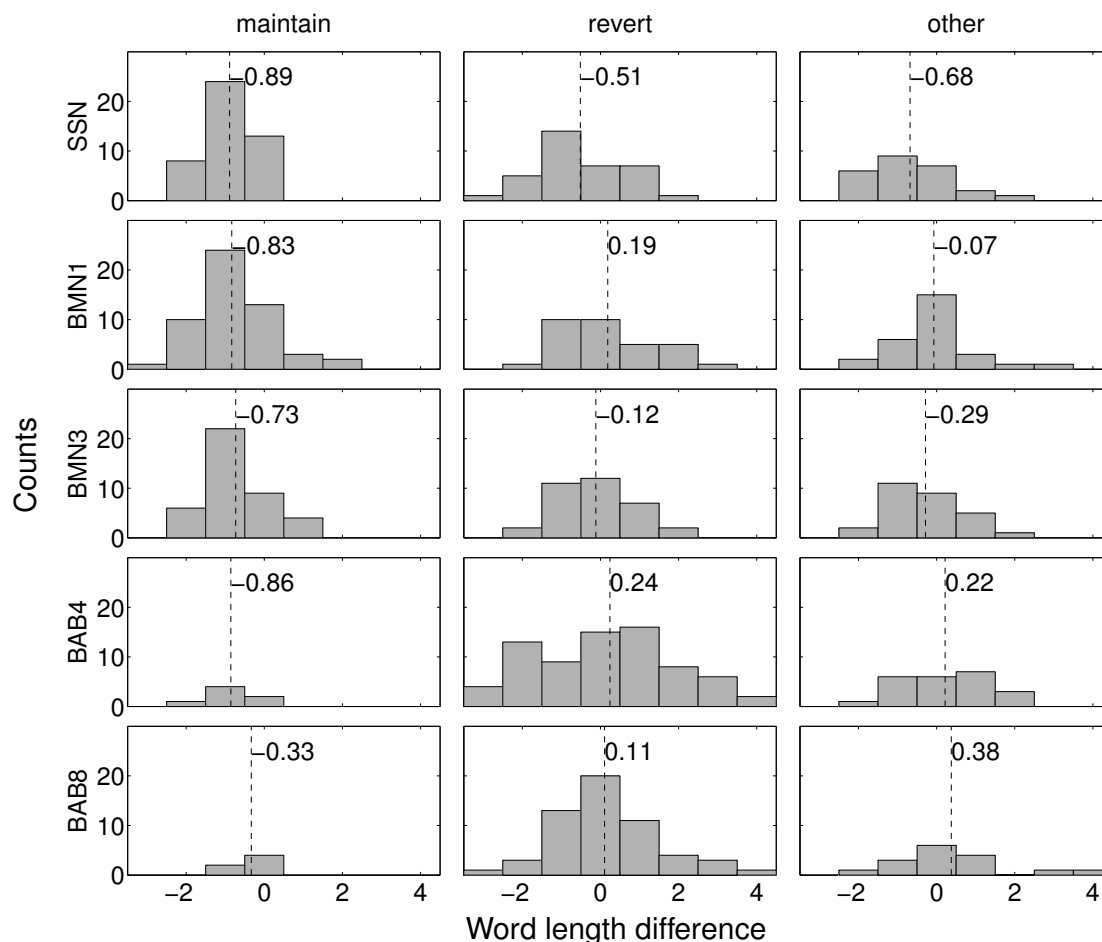 maintain revert other
SSN
20
10
0
−0.89 −0.51 −0.68
BMN1
20
10
0
−0.83 0.19 −0.07
BMN3
20
10
0
−0.73 −0.12 −0.29
BAB4
20
10
0
−0.86 0.24 0.22
BAB8
20
10
0
−0.33 0.11 0.38
Counts
−2 0 2 4 −2 0 2 4 −2 0 2 4
Word length difference